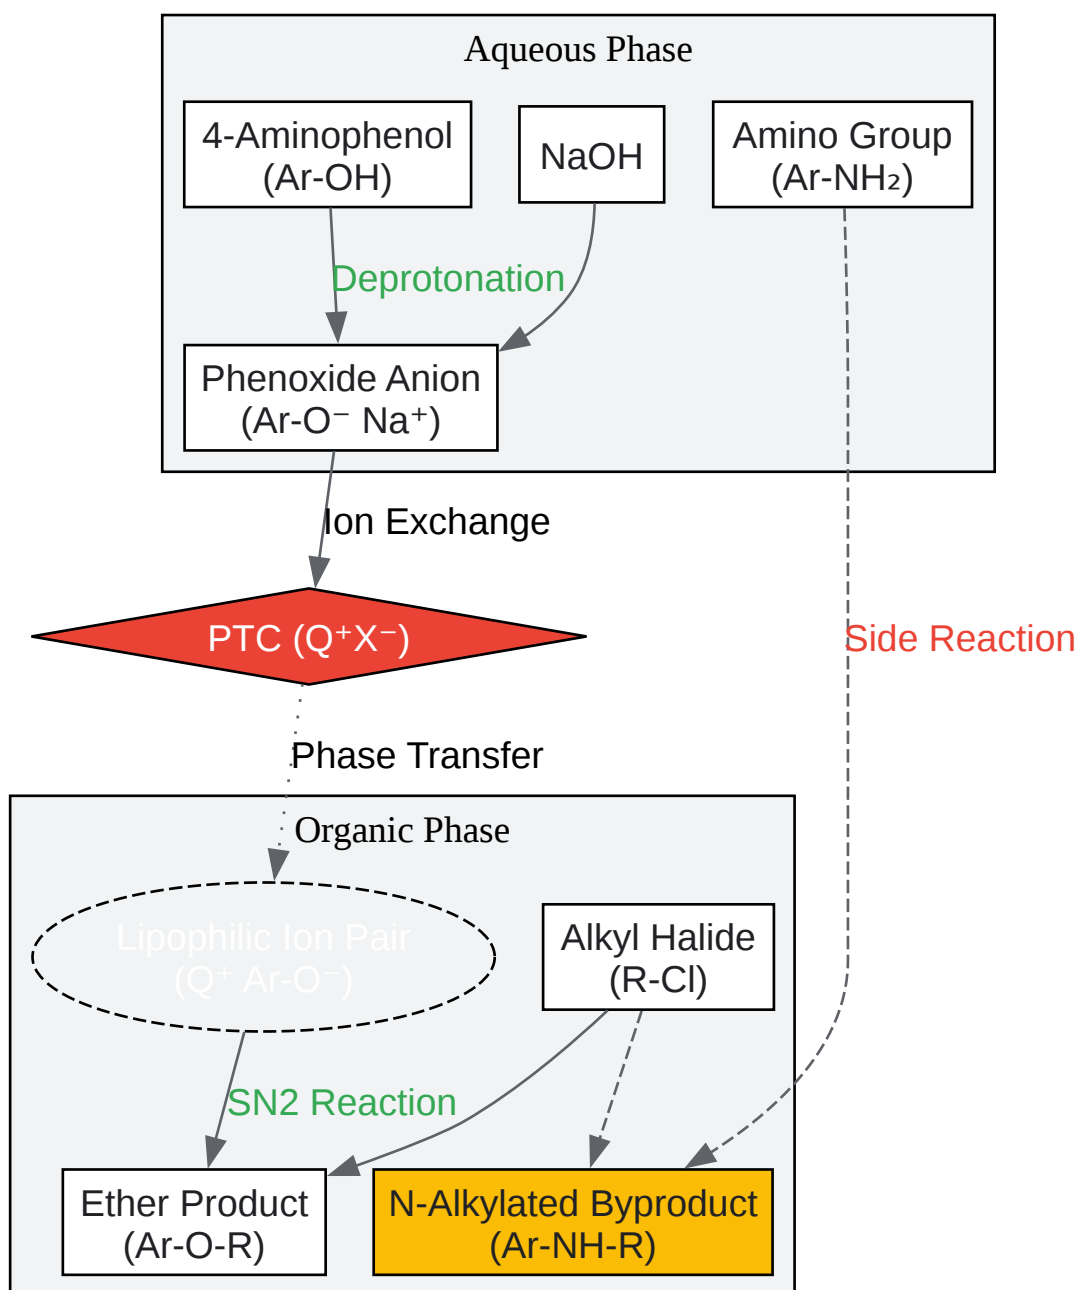 Aqueous Phase
4-Aminophenol
(Ar-OH)
NaOH
Amino Group
(Ar-NH₂)
Deprotonation
Phenoxide Anion
(Ar-O⁻ Na⁺)
Ion Exchange
PTC (Q⁺X⁻)
Side Reaction
Phase Transfer
Organic Phase
Lipophilic Ion Pair
(Q⁺ Ar-O⁻)
Alkyl Halide
(R-Cl)
SN2 Reaction
Ether Product
(Ar-O-R)
N-Alkylated Byproduct
(Ar-NH-R)